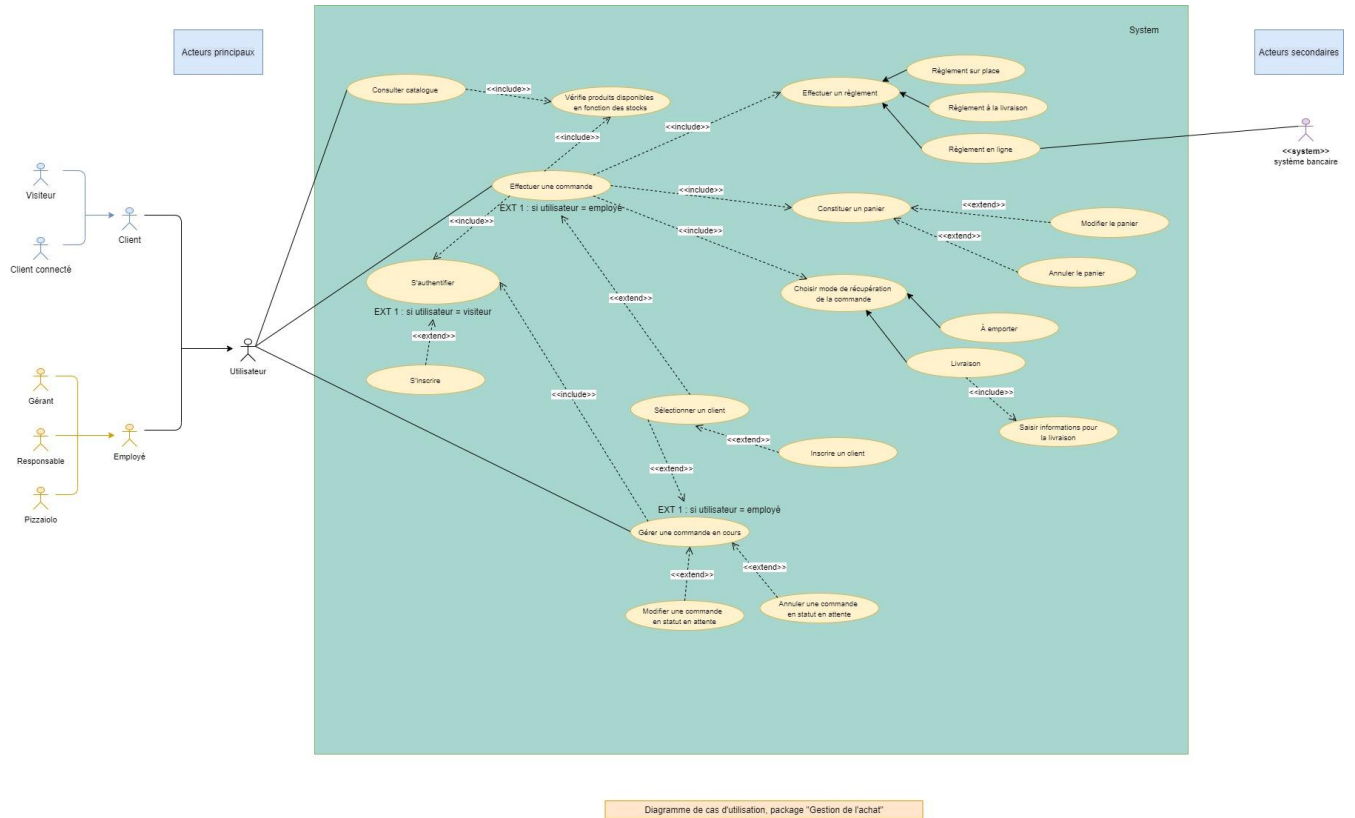 System
Acteurs principaux
Acteurs secondaires
Consulter catalogue
<<include>>
Vérifie produits disponibles
en fonction des stocks
Effectuer un règlement
Règlement sur place
Règlement à la livraison
Règlement en ligne
<<system>>
système bancaire
<<include>>
<<include>>
Visiteur
Client connecté
Client
Effectuer une commande
EXT 1 : si utilisateur = employé
<<include>>
<<include>>
<<include>>
Constituer un panier
<<extend>>
Modifier le panier
<<extend>>
Annuler le panier
S'authentifier
EXT 1 : si utilisateur = visiteur
<<extend>>
S'inscrire
<<extend>>
Choisir mode de récupération
de la commande
À emporter
Livraison
<<include>>
Saisir informations pour
la livraison
Utilisateur
<<include>>
Gérant
Responsable
Pizzaiolo
Employé
Sélectionner un client
<<extend>>
Inscrire un client
<<extend>>
EXT 1 : si utilisateur = employé
Gérer une commande en cours
<<extend>>
<<extend>>
Modifier une commande
en statut en attente
Annuler une commande
en statut en attente
Diagramme de cas d'utilisation, package "Gestion de l'achat"